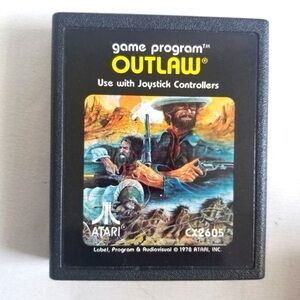 game program™
OUTLAW®
Use with Joystick Controllers
ATARI®
CX2605
Label, Program & Audiovisual © 1978 ATARI, INC.